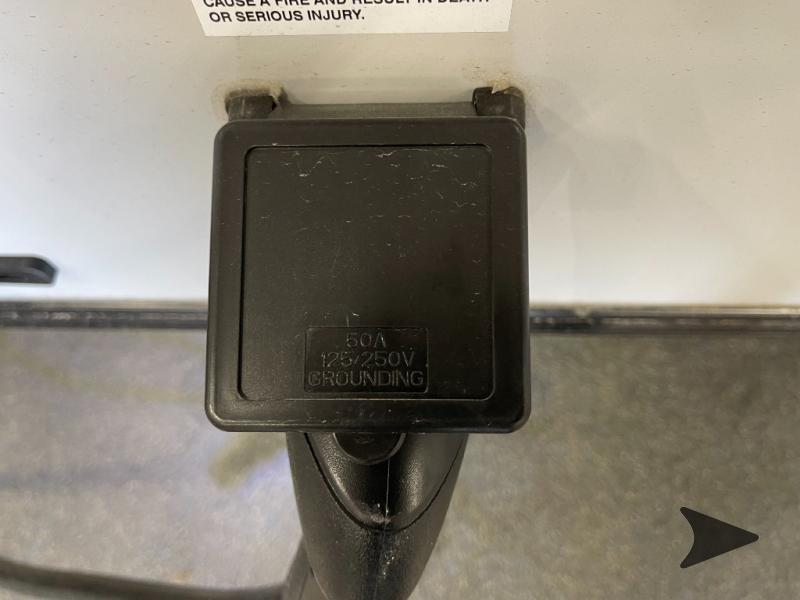 CAUSE A FIRE AND RESULT IN DEATH
OR SERIOUS INJURY.
50A
125/250V
GROUNDING